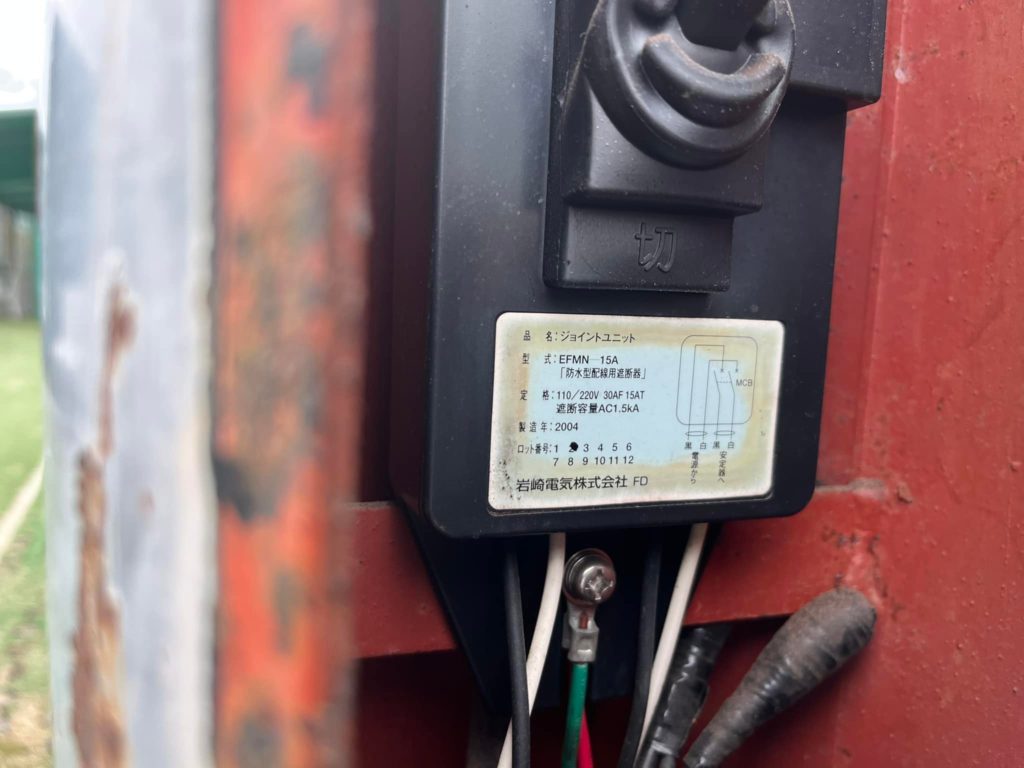 切
品 名:ジョイントユニット
型 式:EFMN-15A
「防水型配線用遮断器」
定 格:110/220V 30AF 15AT
遮断容量AC1.5kA
製造年:2004
ロット番号:1 2 3 4 5 6
7 8 9 10 11 12
岩崎電気株式会社 FD
MCB
黒 白 黒 白
電源から
安定器へ